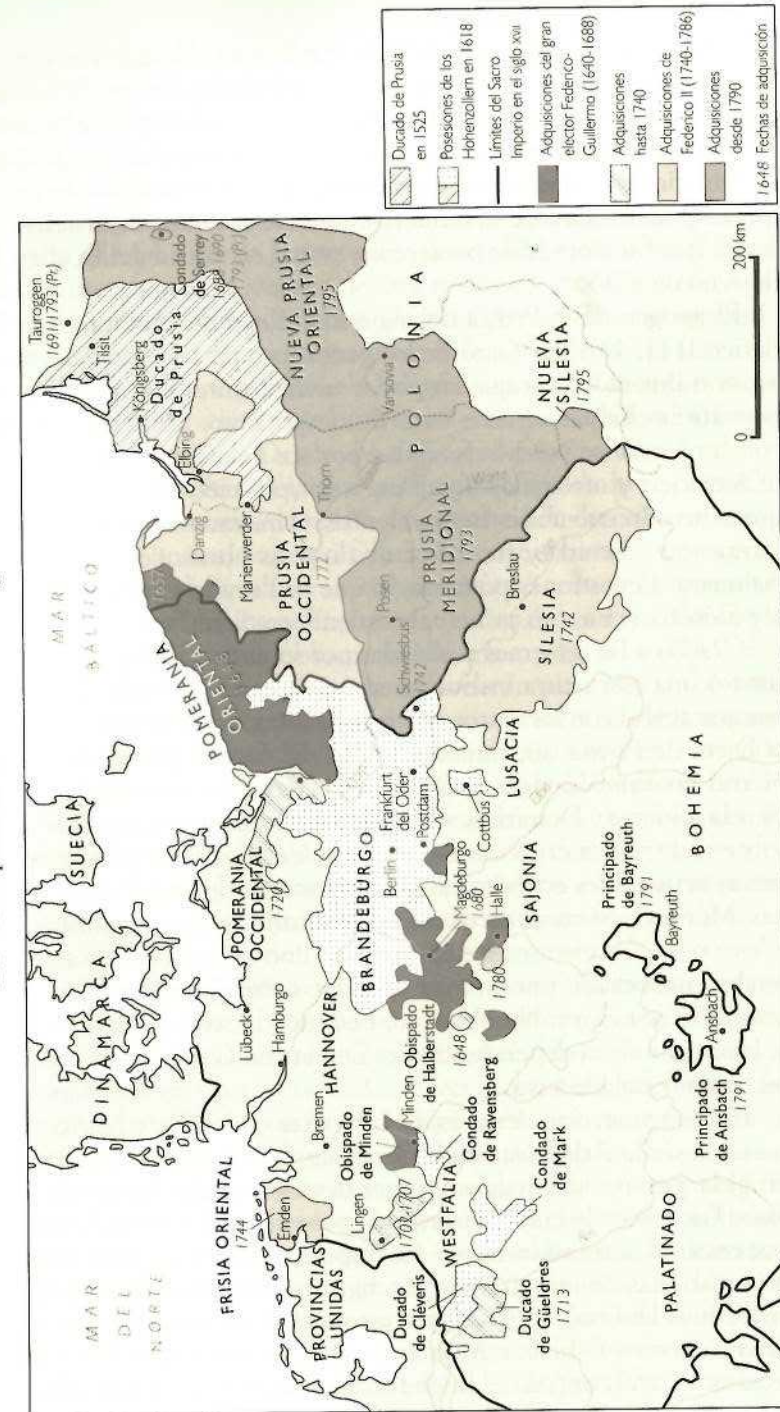 MAR
DEL
NORTE
MAR
BÁLTICO
DINAMARCA
SUECIA
FRISIA ORIENTAL
1744
Emden
PROVINCIAS
UNIDAS
Lübeck
Hamburgo
Bremen
HANNOVER
Lingen
1702-1707
Obispado
de Minden
Minden
Obispado
de Halberstadt
1648
WESTFALIA
Condado
de Ravensberg
Condado
de Mark
Ducado
de Cléveris
Ducado
de Güeldres
1713
PALATINADO
POMERANIA
OCCIDENTAL
1720
POMERANIA
ORIENTAL
1648
1657
BRANDEBURGO
Berlin
Frankfurt
del Oder
Postdam
Magdeburgo
1680
Halle
1780
Cottbus
SAJONIA
LUSACIA
Principado
de Bayreuth
1791
Bayreuth
Ansbach
Principado
de Ansbach
1791
BOHEMIA
Tauroggen
1691/1793 (Pr.)
Tilsit
Königsberg
Ducado
de Prusia
Condado
de Serrey
1793 (Pr.)
Elbing
Danzig
Marienwerder
PRUSIA
OCCIDENTAL
1772
Thorn
NUEVA PRUSIA
ORIENTAL
1795
Varsovia
POLONIA
Posen
PRUSIA
MERIDIONAL
1793
Schwiesbus
1742
Breslau
SILESIA
1742
NUEVA
SILESIA
1795
0
200 km
Ducado de Prusia
en 1525
Posesiones de los
Hohenzollern en 1618
Límites del Sacro
Imperio en el siglo XVII
Adquisiciones del gran
elector Federico-
Guillermo (1640-1688)
Adquisiciones
hasta 1740
Adquisiciones de
Federico II (1740-1786)
Adquisiciones
desde 1790
1648 Fechas de adquisición